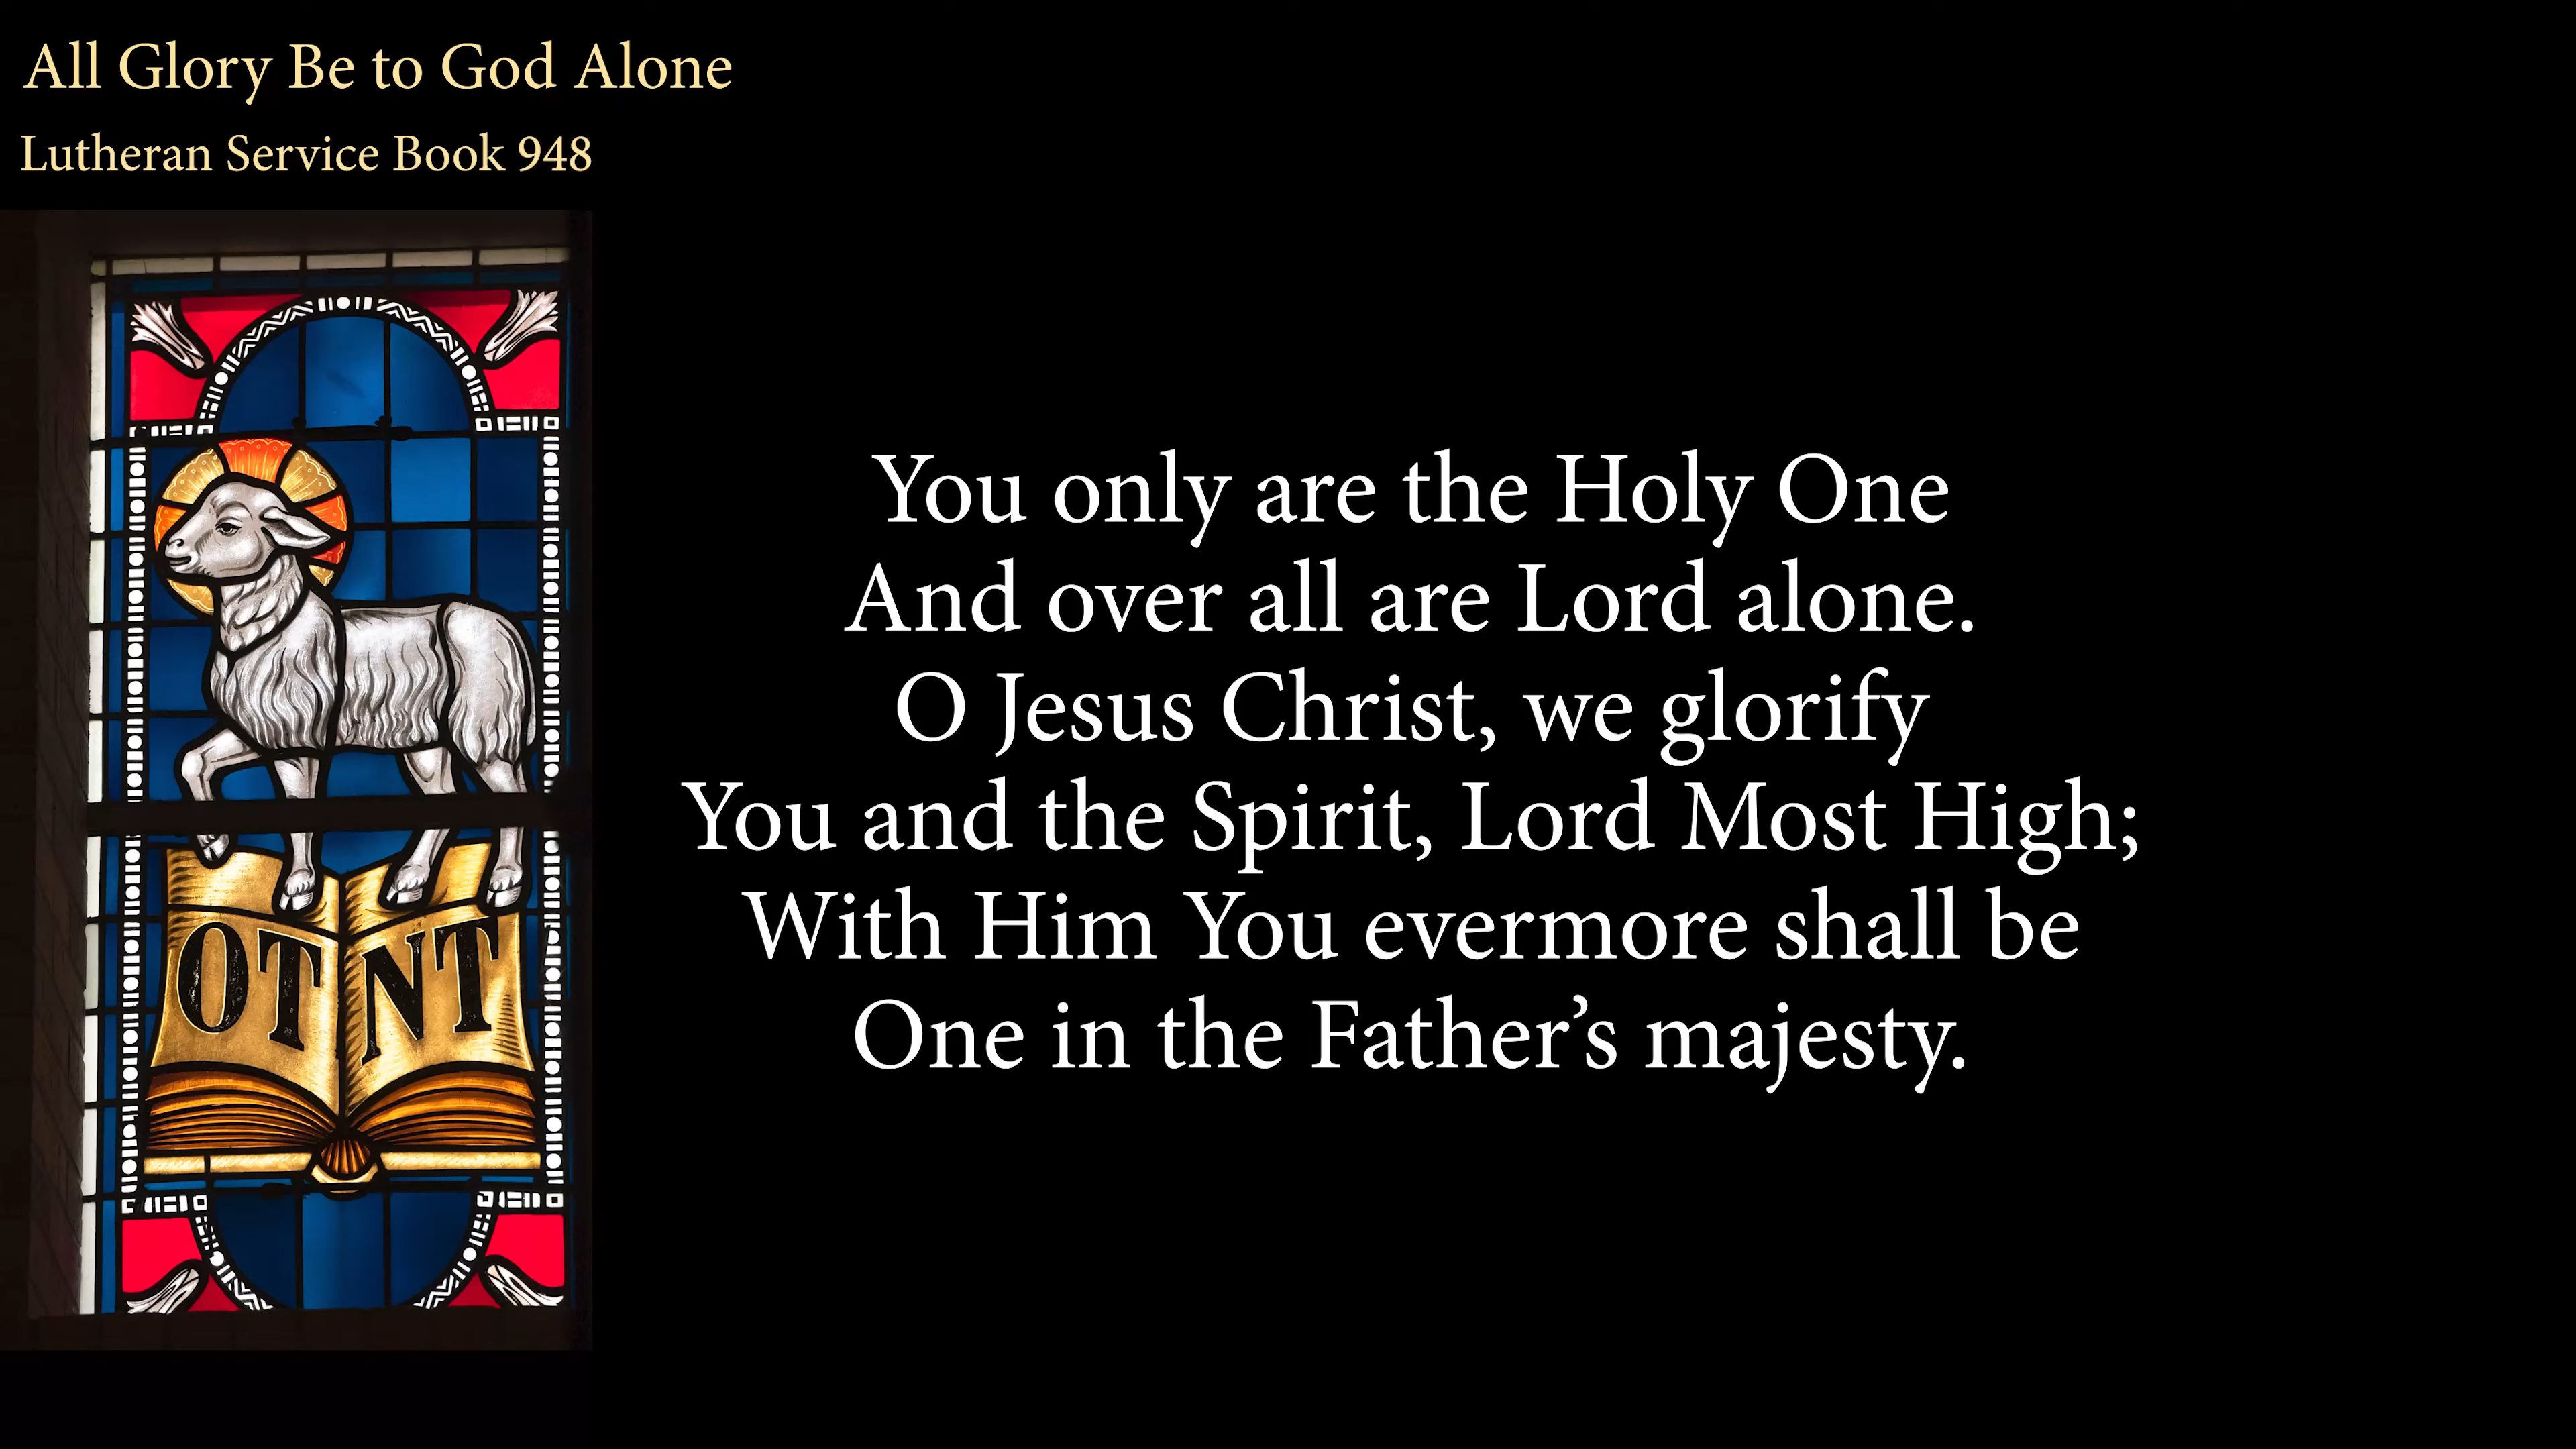 All Glory Be to God Alone
Lutheran Service Book 948
You only are the Holy One
And over all are Lord alone.
O Jesus Christ, we glorify
You and the Spirit, Lord Most High;
With Him You evermore shall be
One in the Father’s majesty.
OT NT